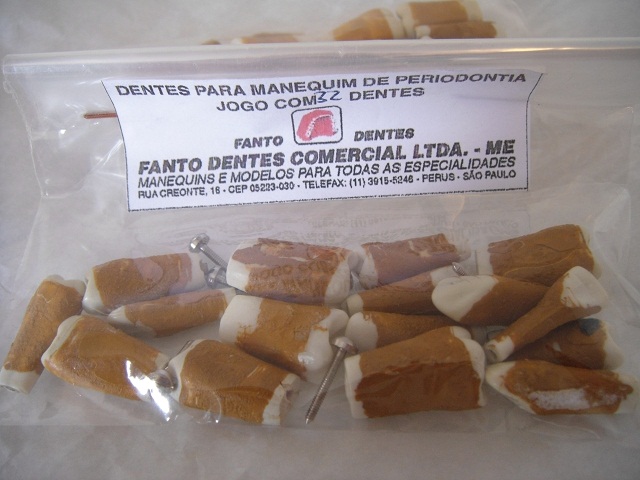 DENTES PARA MANEQUIM DE PERIODONTIA
JOGO COM 32 DENTES
FANTO DENTES
FANTO DENTES COMERCIAL LTDA. - ME
MANEQUINS E MODELOS PARA TODAS AS ESPECIALIDADES
RUA CREONTE, 16 - CEP 05223-030 - TELEFAX: (11) 3915-5246 - PERUS - SÃO PAULO